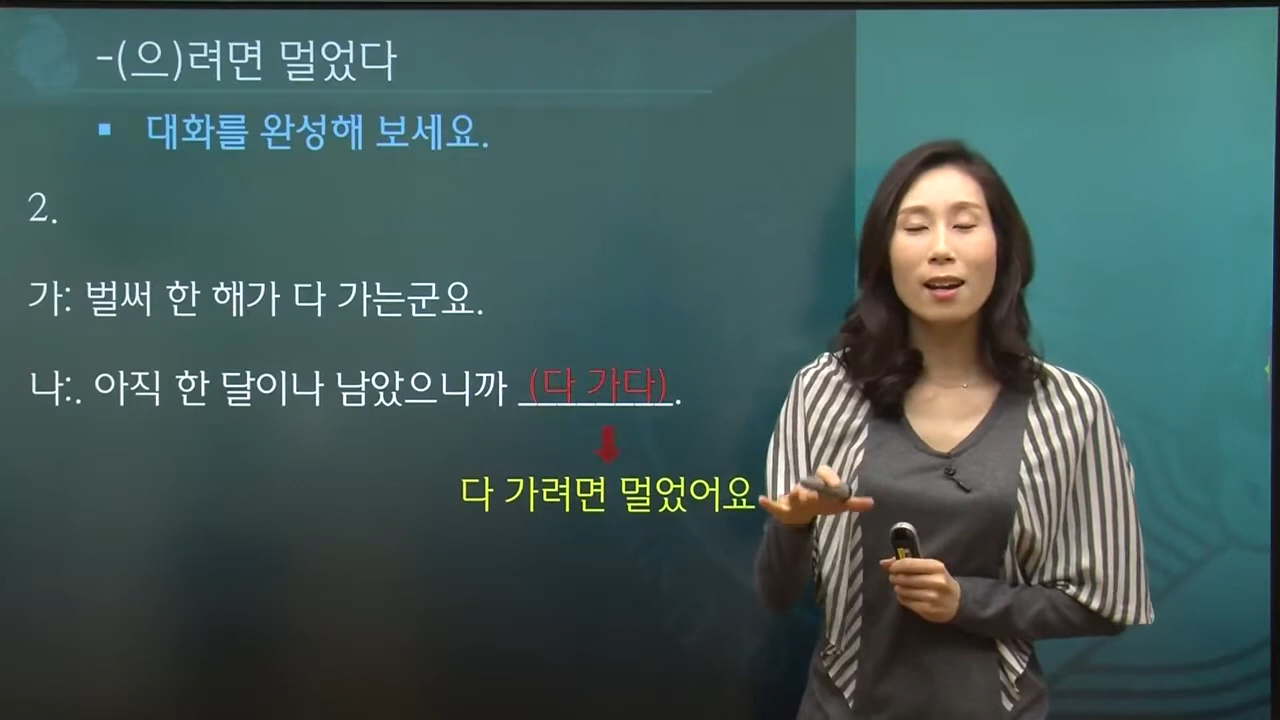 -(으)려면 멀었다
▪ 대화를 완성해 보세요.
2.
가: 벌써 한 해가 다 가는군요.
나:. 아직 한 달이나 남았으니까 (다 가다).
다 가려면 멀었어요